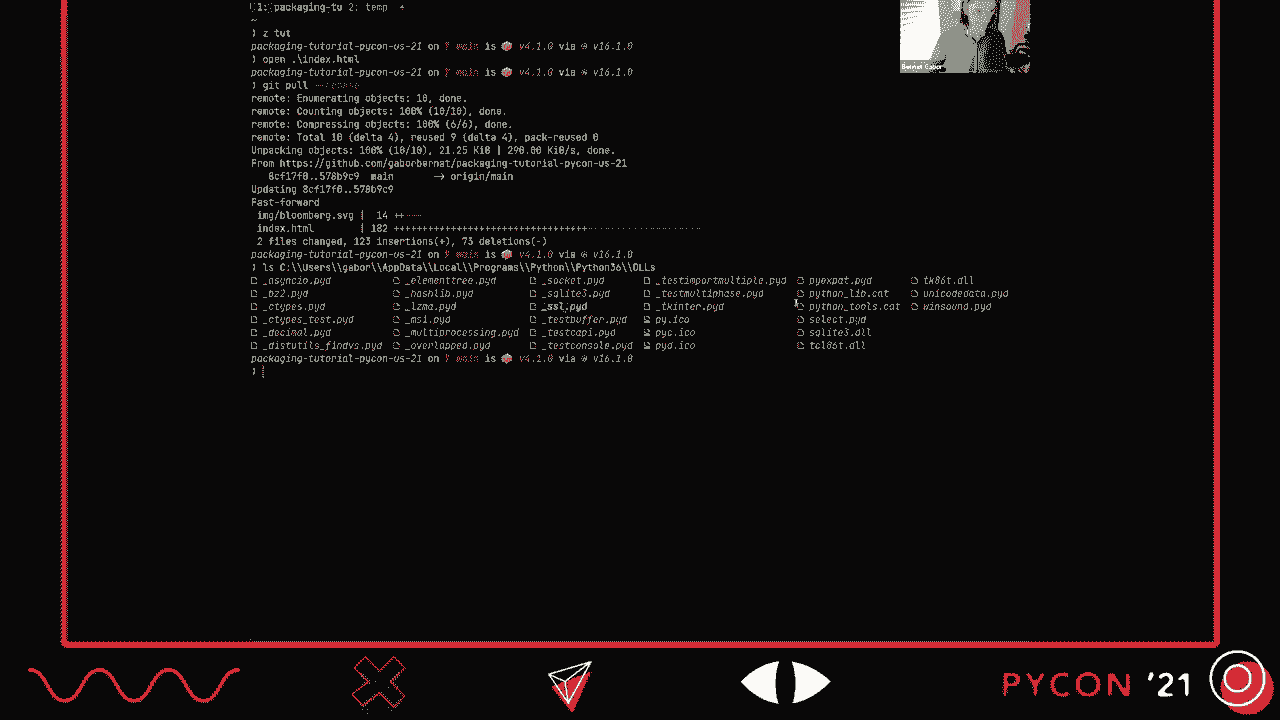 1: packaging-tu 2: temp +
~
❯ z tut
packaging-tutorial-pycon-us-21 on main is v4.1.0 via v16.1.0
❯ open .\index.html
packaging-tutorial-pycon-us-21 on main is v4.1.0 via v16.1.0
❯ git pull
remote: Enumerating objects: 10, done.
remote: Counting objects: 100% (10/10), done.
remote: Compressing objects: 100% (6/6), done.
remote: Total 10 (delta 4), reused 9 (delta 4), pack-reused 0
Unpacking objects: 100% (10/10), 21.25 KiB | 290.00 KiB/s, done.
From https://github.com/gaborbernat/packaging-tutorial-pycon-us-21
8cf17f0..578b9c9 main -> origin/main
Updating 8cf17f0..578b9c9
Fast-forward
img/bloomberg.svg | 14 ++----
index.html | 182 ++++++++++++++++++++++++++++++++++----------------------
2 files changed, 123 insertions(+), 73 deletions(-)
packaging-tutorial-pycon-us-21 on main is v4.1.0 via v16.1.0
❯ ls C:\\Users\\gabor\\AppData\\Local\\Programs\\Python\\Python36\\DLLs
_asyncio.pyd _elementtree.pyd _socket.pyd _testimportmultiple.pyd pyexpat.pyd tk86t.dll
_bz2.pyd _hashlib.pyd _sqlite3.pyd _testmultiphase.pyd python_lib.cat unicodedata.pyd
_ctypes.pyd _lzma.pyd _ssl.pyd _tkinter.pyd python_tools.cat winsound.pyd
_ctypes_test.pyd _msi.pyd _testbuffer.pyd py.ico select.pyd
_decimal.pyd _multiprocessing.pyd _testcapi.pyd pyc.ico sqlite3.dll
_distutils_findvs.pyd _overlapped.pyd _testconsole.pyd pyd.ico tcl86t.dll
packaging-tutorial-pycon-us-21 on main is v4.1.0 via v16.1.0
❯
Bernat Gabor
PYCON '21